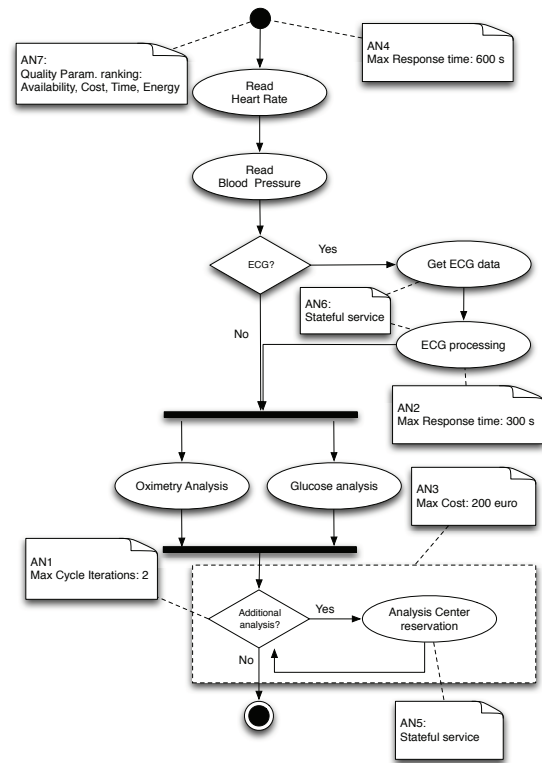 AN7:
Quality Param. ranking:
Availability, Cost, Time, Energy
AN4
Max Response time: 600 s
Read
Heart Rate
Read
Blood Pressure
ECG?
Yes
Get ECG data
AN6:
Stateful service
No
ECG processing
AN2
Max Response time: 300 s
Oximetry Analysis
Glucose analysis
AN3
Max Cost: 200 euro
AN1
Max Cycle Iterations: 2
Additional
analysis?
Yes
Analysis Center
reservation
No
AN5:
Stateful service